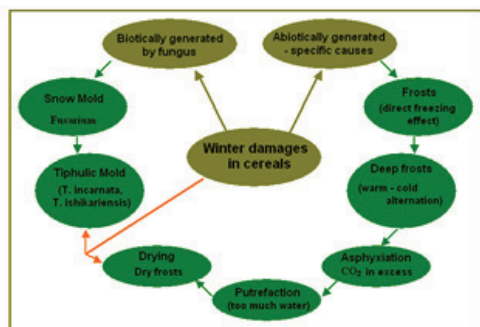 Biotically generated
by fungus
Abiotically generated
- specific causes
Snow Mold
Fusarium
Frosts
(direct freezing
effect)
Winter damages
in cereals
Tiphulic Mold
(T. incarnata,
T. ishikariensis)
Deep frosts
(warm - cold
alternation)
Drying
Dry frosts
Asphyxiation
CO₂ in excess
Putrefaction
(too much water)